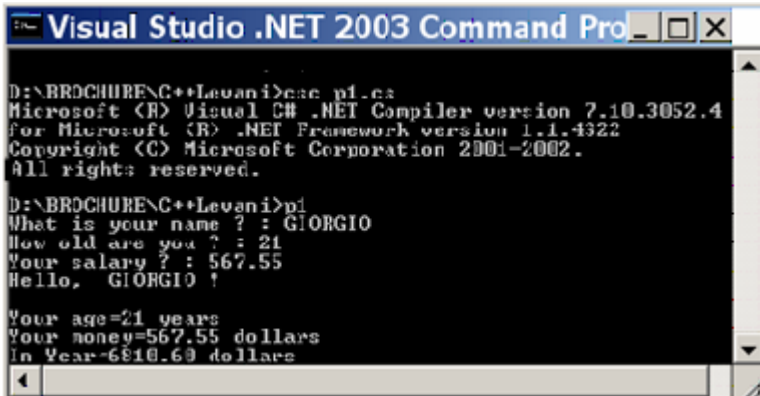 Visual Studio .NET 2003 Command Pro
D:\BROCHURE\C++Levani>csc p1.cs
Microsoft (R) Visual C# .NET Compiler version 7.10.3052.4
for Microsoft (R) .NET Framework version 1.1.4322
Copyright (C) Microsoft Corporation 2001-2002.
All rights reserved.
D:\BROCHURE\C++Levani>p1
What is your name ? : GIORGIO
How old are you ? : 21
Your salary ? : 567.55
Hello, GIORGIO !
Your age=21 years
Your money=567.55 dollars
In Year=6810.60 dollars